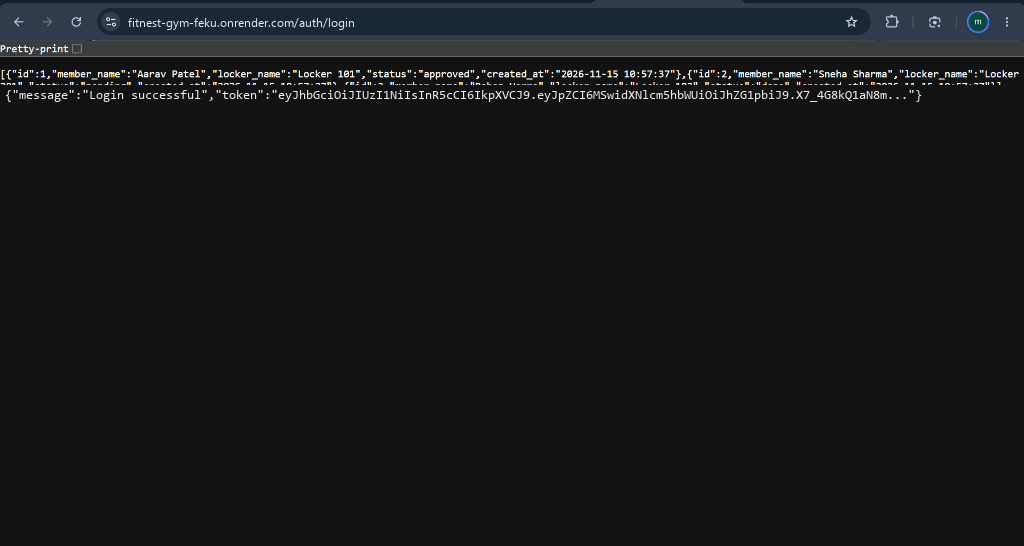 fitnest-gym-feku.onrender.com/auth/login
m
Pretty-print
[{"id":1,"member_name":"Aarav Patel","locker_name":"Locker 101","status":"approved","created_at":"2026-11-15 10:57:37"},{"id":2,"member_name":"Sneha Sharma","locker_name":"Locker
{"message":"Login successful","token":"eyJhbGciOiJIUzI1NiIsInR5cCI6IkpXVCJ9.eyJpZCI6MSwidXNlcm5hbWUiOiJhZG1pbiJ9.X7_4G8kQ1aN8m..."}